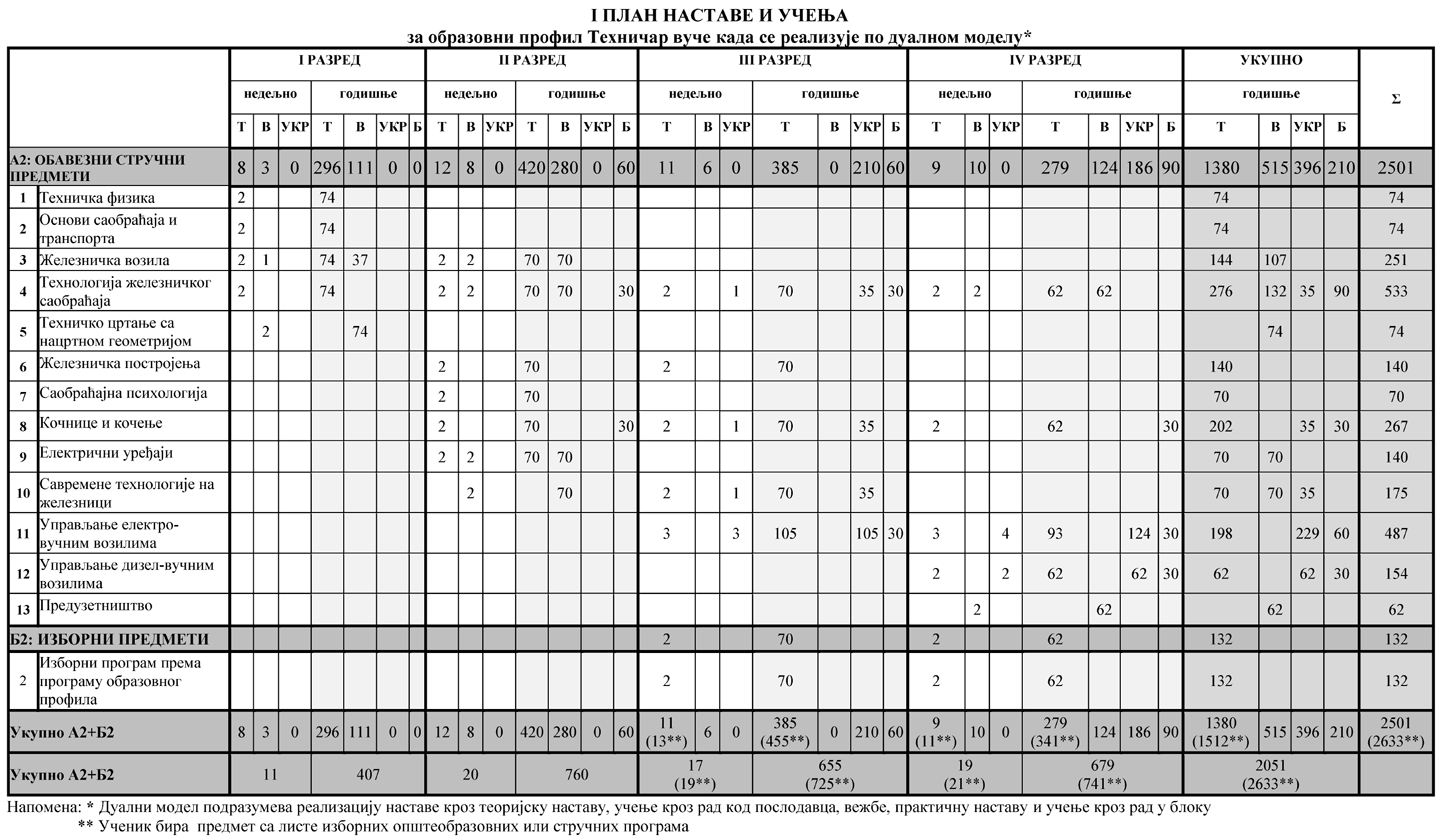 I ПЛАН НАСТАВЕ И УЧЕЊА
за образовни профил Техничар вуче када се реализује по дуалном моделу*
I РАЗРЕД II РАЗРЕД III РАЗРЕД IV РАЗРЕД УКУПНО Σ
недељно годишње недељно годишње недељно годишње недељно годишње годишње
Т В УКР Т В УКР Б Т В УКР Т В УКР Б Т В УКР Т В УКР Б Т В УКР Т В УКР Б Т В УКР Б
А2: ОБАВЕЗНИ СТРУЧНИ
ПРЕДМЕТИ
8 3 0 296 111 0 0 12 8 0 420 280 0 60 11 6 0 385 0 210 60 9 10 0 279 124 186 90 1380 515 396 210 2501
1 Техничка физика 2 74 74 74
2 Основи саобраћаја и
транспорта 2 74 74 74
3 Железничка возила 2 1 74 37 2 2 70 70 144 107 251
4 Технологија железничког
саобраћаја 2 74 2 2 70 70 30 2 1 70 35 30 2 2 62 62 276 132 35 90 533
5 Техничко цртање са
нацртном геометријом 2 74 74 74
6 Железничка постројења 2 70 2 70 140 140
7 Саобраћајна психологија 2 70 70 70
8 Кочнице и кочење 2 70 30 2 1 70 35 2 62 30 202 35 30 267
9 Електрични уређаји 2 2 70 70 70 70 140
10 Савремене технологије на
железници 2 70 2 1 70 35 70 70 35 175
11 Управљање електро-
вучним возилима 3 3 105 105 30 3 4 93 124 30 198 229 60 487
12 Управљање дизел-вучним
возилима 2 2 62 62 30 62 62 30 154
13 Предузетништво 2 62 62 62
Б2: ИЗБОРНИ ПРЕДМЕТИ 2 70 2 62 132 132
2 Изборни програм према
програму образовног
профила 2 70 2 62 132 132
Укупно А2+Б2 8 3 0 296 111 0 0 12 8 0 420 280 0 60 11 (13**) 6 0 385 (455**) 0 210 60 9 (11**) 10 0 279 (341**) 124 186 90 1380 (1512**) 515 396 210 2501 (2633**)
Укупно А2+Б2 11 407 20 760 17 (19**) 655 (725**) 19 (21**) 679 (741**) 2051 (2633**)
Напомена: * Дуални модел подразумева реализацију наставе кроз теоријску наставу, учење кроз рад код послодавца, вежбе, практичну наставу и учење кроз рад у блоку
** Ученик бира предмет са листе изборних општеобразовних или стручних програма